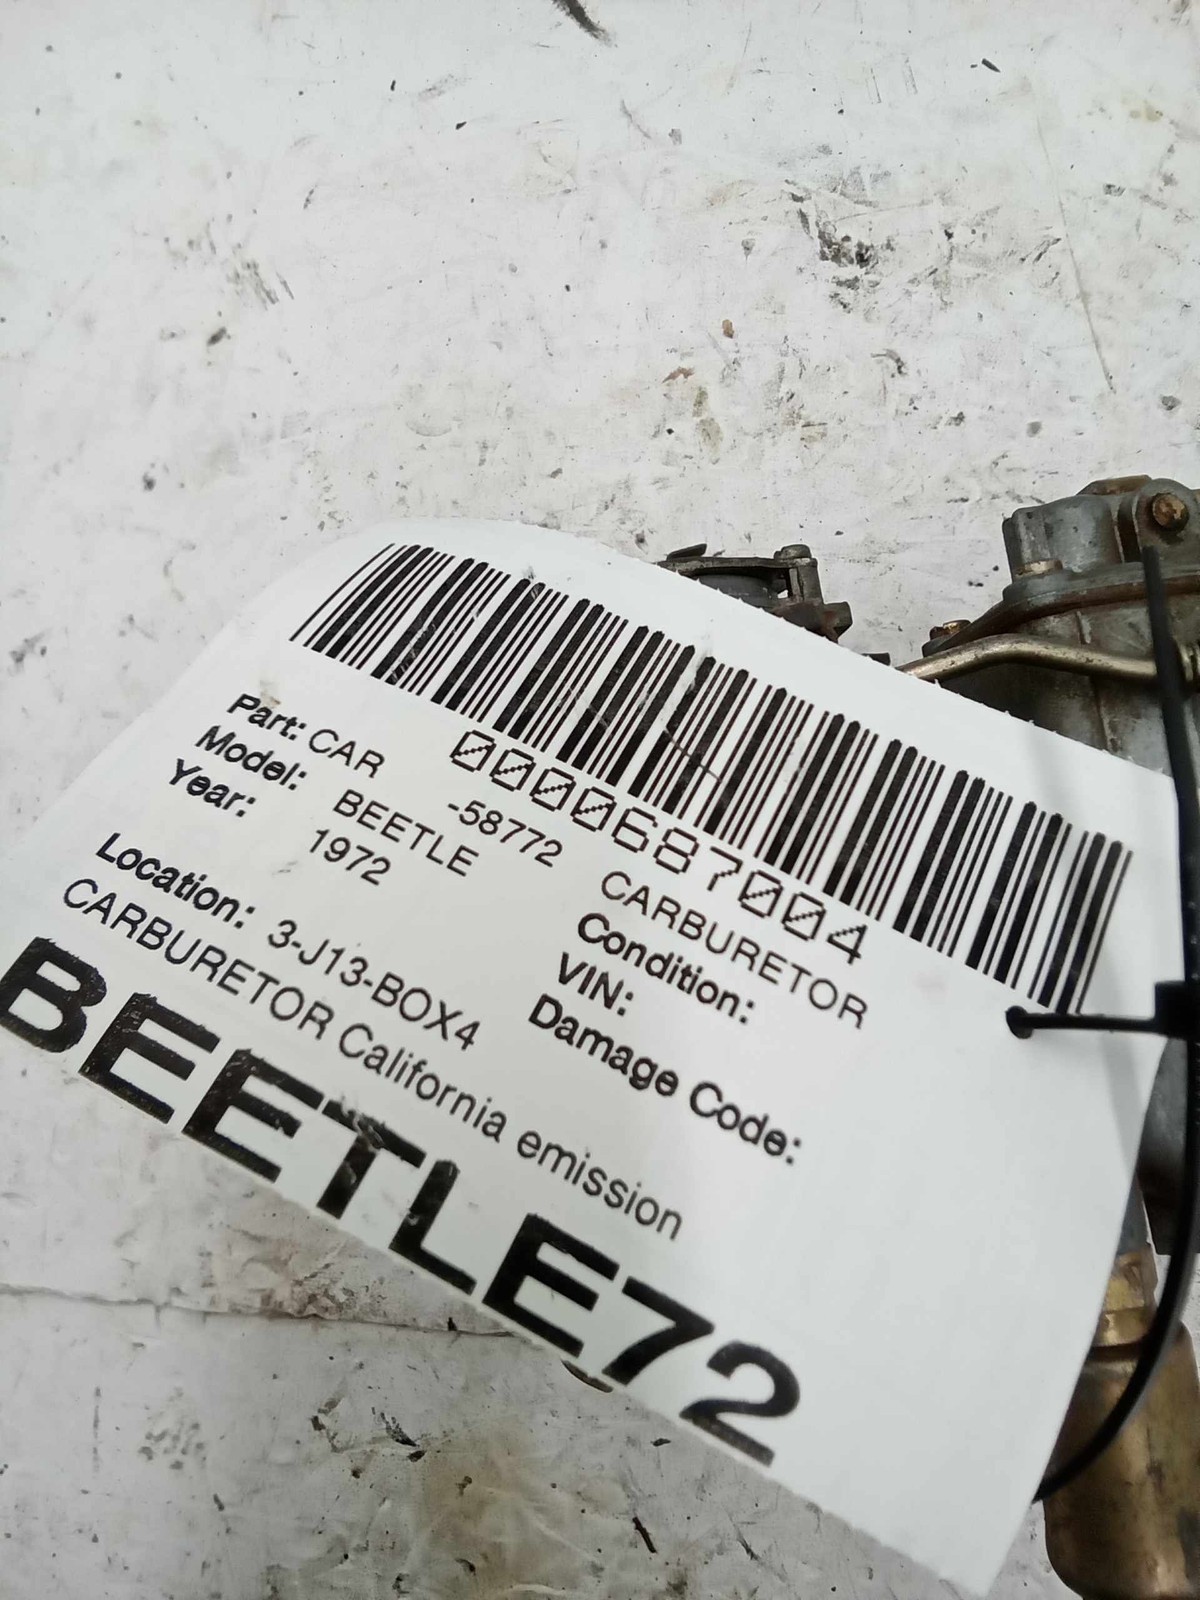 0000687004
Part: CAR -58772 CARBURETOR
Model: BEETLE Condition:
Year: 1972 VIN:
Damage Code:
Location: 3-J13-BOX4
CARBURETOR California emission
BEETLE72